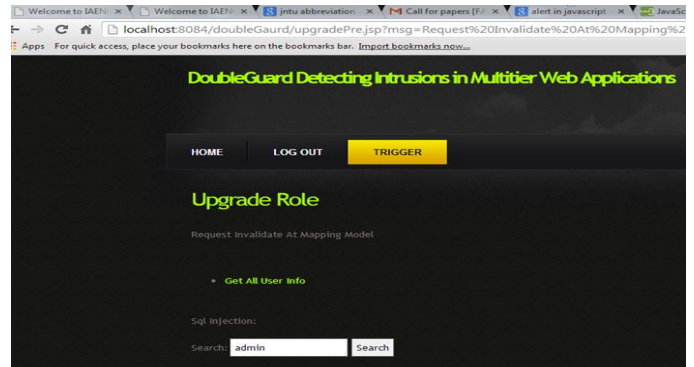 Welcome to IAEN
Welcome to IAEN
jntu abbreviation
Call for papers [FA
alert in javascript
JavaSc
localhost:8084/doubleGaurd/upgradePre.jsp?msg=Request%20Invalidate%20At%20Mapping%2
Apps For quick access, place your bookmarks here on the bookmarks bar. Import bookmarks now...
DoubleGuard Detecting Intrusions in Multitier Web Applications
HOME LOG OUT TRIGGER
Upgrade Role
Request Invalidate At Mapping Model
Get All User Info
Sql Injection:
Search: admin Search